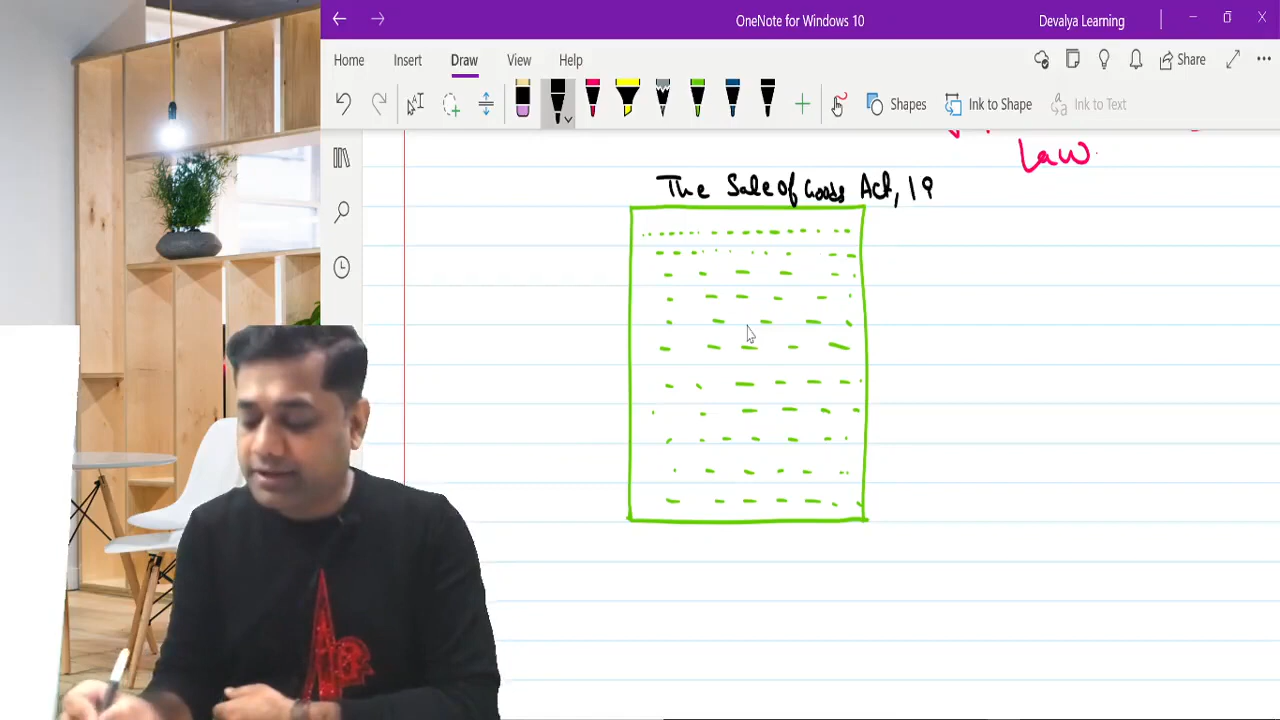 OneNote for Windows 10
Devalya Learning
Home Insert Draw View Help
Share
Shapes
Ink to Shape
Ink to Text
Law
The Sale of Goods Act, 19